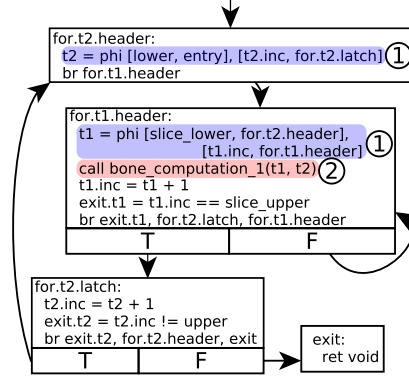 for.t2.header:
t2 = phi [lower, entry], [t2.inc, for.t2.latch] 1
br for.t1.header
for.t1.header:
t1 = phi [slice_lower, for.t2.header],
[t1.inc, for.t1.header] 1
call bone_computation_1(t1, t2) 2
t1.inc = t1 + 1
exit.t1 = t1.inc == slice_upper
br exit.t1, for.t2.latch, for.t1.header
T F
for.t2.latch:
t2.inc = t2 + 1
exit.t2 = t2.inc != upper
br exit.t2, for.t2.header, exit
T F
exit:
ret void